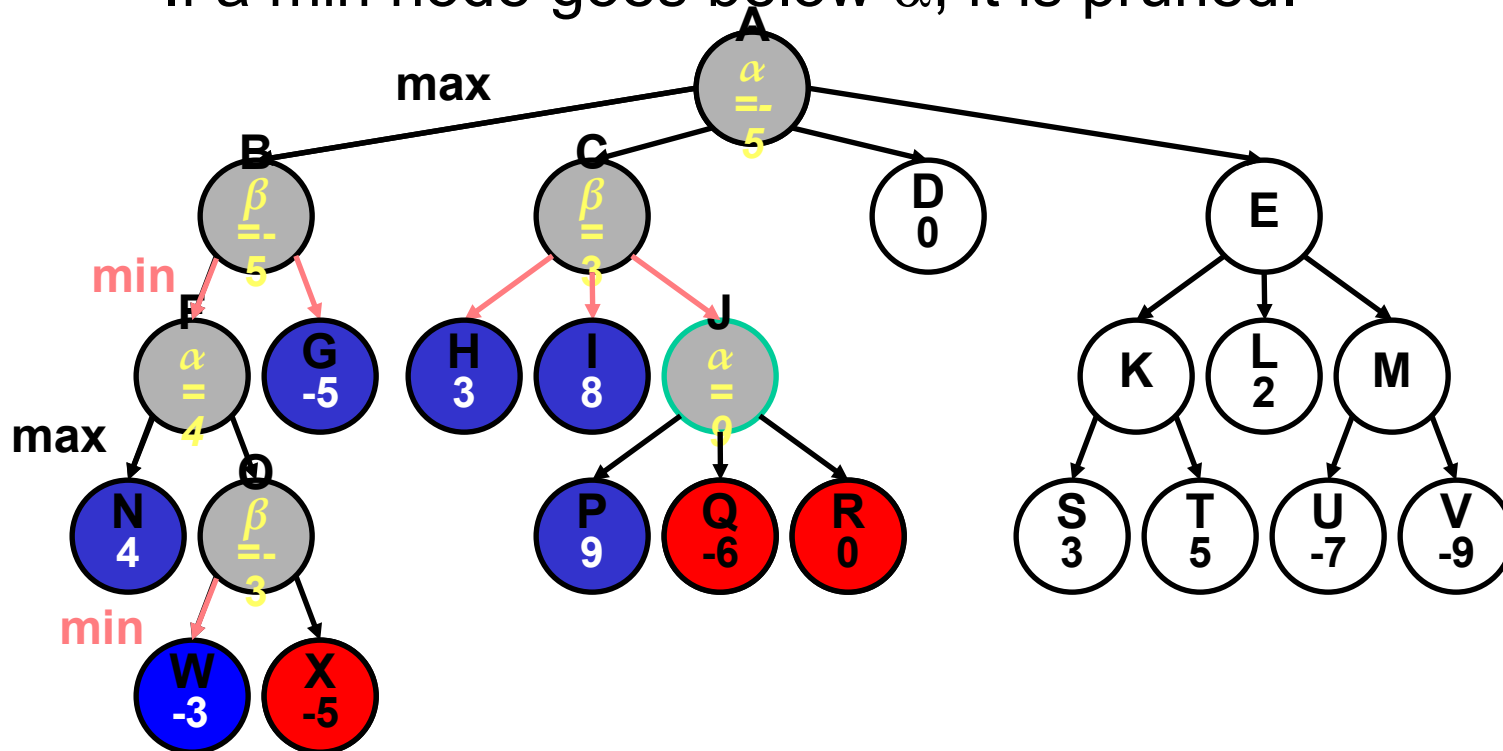 If a min node goes below α, it is pruned.
A
α
=-
5
max
B
β
=-
5
C
β
=
3
D
0
E
min
F
α
=
4
G
-5
H
3
I
8
J
α
=
9
K
L
2
M
max
N
4
O
β
=-
3
P
9
Q
-6
R
0
S
3
T
5
U
-7
V
-9
min
W
-3
X
-5